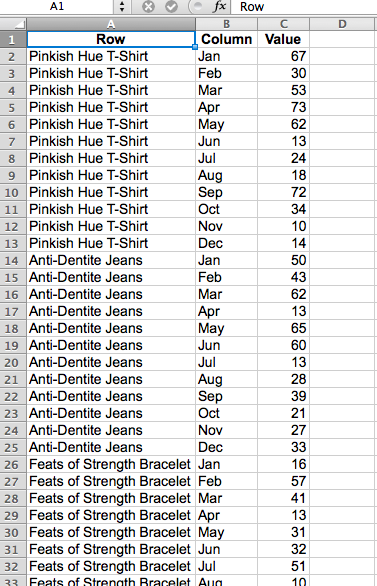 A1 fx Row
A B C D
1 Row Column Value
2 Pinkish Hue T-Shirt Jan 67
3 Pinkish Hue T-Shirt Feb 30
4 Pinkish Hue T-Shirt Mar 53
5 Pinkish Hue T-Shirt Apr 73
6 Pinkish Hue T-Shirt May 62
7 Pinkish Hue T-Shirt Jun 13
8 Pinkish Hue T-Shirt Jul 24
9 Pinkish Hue T-Shirt Aug 18
10 Pinkish Hue T-Shirt Sep 72
11 Pinkish Hue T-Shirt Oct 34
12 Pinkish Hue T-Shirt Nov 10
13 Pinkish Hue T-Shirt Dec 14
14 Anti-Dentite Jeans Jan 50
15 Anti-Dentite Jeans Feb 43
16 Anti-Dentite Jeans Mar 62
17 Anti-Dentite Jeans Apr 13
18 Anti-Dentite Jeans May 65
19 Anti-Dentite Jeans Jun 60
20 Anti-Dentite Jeans Jul 13
21 Anti-Dentite Jeans Aug 28
22 Anti-Dentite Jeans Sep 39
23 Anti-Dentite Jeans Oct 21
24 Anti-Dentite Jeans Nov 27
25 Anti-Dentite Jeans Dec 33
26 Feats of Strength Bracelet Jan 16
27 Feats of Strength Bracelet Feb 57
28 Feats of Strength Bracelet Mar 41
29 Feats of Strength Bracelet Apr 13
30 Feats of Strength Bracelet May 31
31 Feats of Strength Bracelet Jun 32
32 Feats of Strength Bracelet Jul 51
33 Feats of Strength Bracelet Aug 10